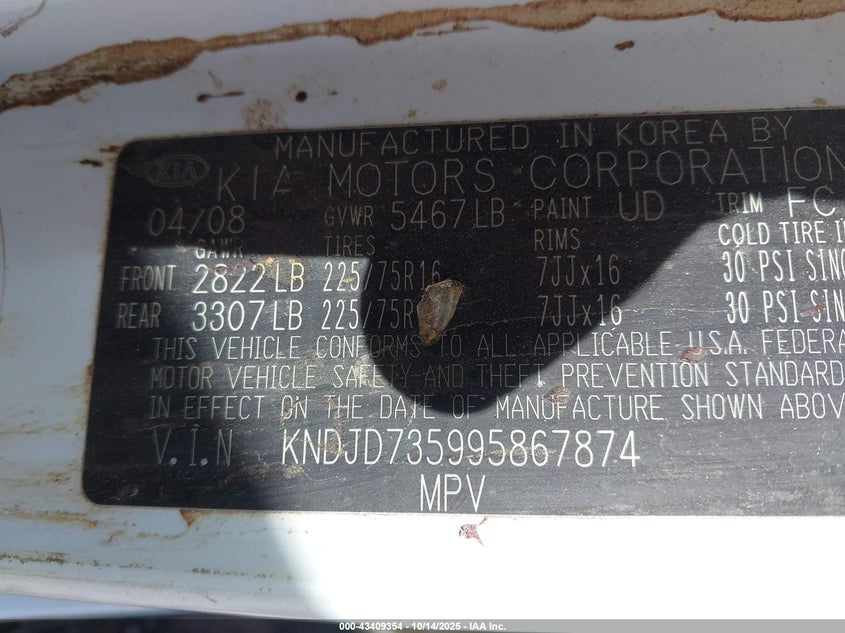 MANUFACTURED IN KOREA BY
KIA KIA MOTORS CORPORATION
04/08 GVWR 5467LB PAINT UD TRIM FC
GAWR TIRES RIMS COLD TIRE
FRONT 2822LB 225/75R16 7JJx16 30 PSI SING
REAR 3307LB 225/75R 7JJx16 30 PSI SIN
THIS VEHICLE CONFORMS TO ALL APPLICABLE U.S.A. FEDERA
MOTOR VEHICLE SAFETY AND THEFT PREVENTION STANDARD
IN EFFECT ON THE DATE OF MANUFACTURE SHOWN ABOV
V.I.N KNDJD735995867874
MPV
000-43409354 - 10/14/2025 - IAA Inc.